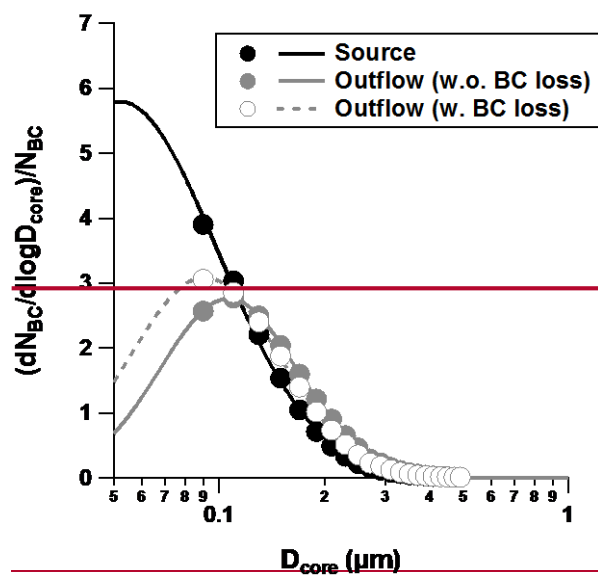 7
6
5
4
3
2
1
0
(dN_BC/dlogD_core)/N_BC
Source
Outflow (w.o. BC loss)
Outflow (w. BC loss)
5 6 7 8 9 2 3 4 5 6 7 8 9
0.1 1
D_core (µm)